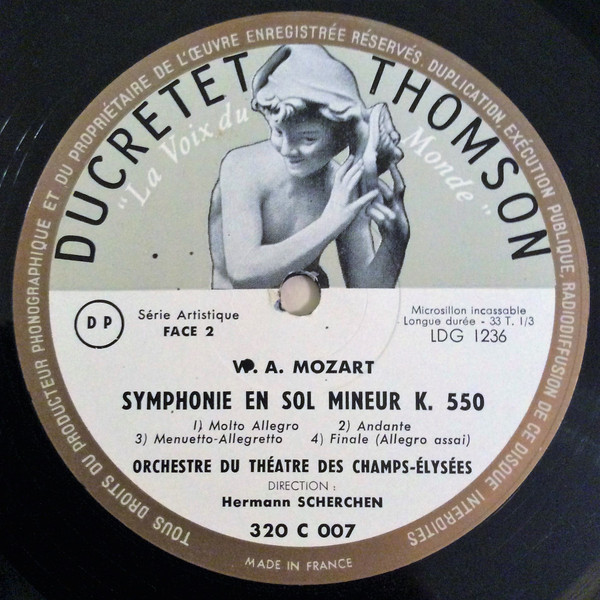 TOUS DROITS DU PRODUCTEUR PHONOGRAPHIQUE ET DU PROPRIÉTAIRE DE L'ŒUVRE ENREGISTRÉE RÉSERVÉS. DUPLICATION, EXÉCUTION PUBLIQUE, RADIODIFFUSION DE CE DISQUE INTERDITES
DUCRETET THOMSON
"La Voix du Monde"
DP
Série Artistique
FACE 2
Microsillon incassable
Longue durée - 33 T. 1/3
LDG 1236
W. A. MOZART
SYMPHONIE EN SOL MINEUR K. 550
1) Molto Allegro 2) Andante
3) Menuetto-Allegretto 4) Finale (Allegro assai)
ORCHESTRE DU THÉATRE DES CHAMPS-ÉLYSÉES
DIRECTION :
Hermann SCHERCHEN
320 C 007
MADE IN FRANCE